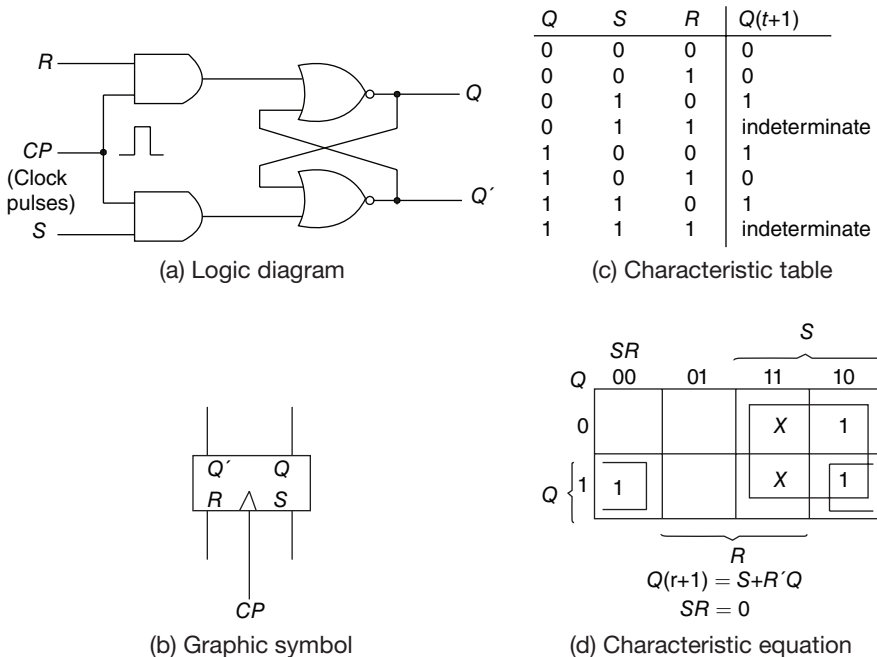 R
CP
(Clock
pulses)
S
Q
Q´
(a) Logic diagram
Q S R Q(t+1)
0 0 0 0
0 0 1 0
0 1 0 1
0 1 1 indeterminate
1 0 0 1
1 0 1 0
1 1 0 1
1 1 1 indeterminate
(c) Characteristic table
Q´ Q
R S
CP
(b) Graphic symbol
S
SR
Q 00 01 11 10
0 X 1
Q 1 1 X 1
R
Q(r+1) = S+R´Q
SR = 0
(d) Characteristic equation